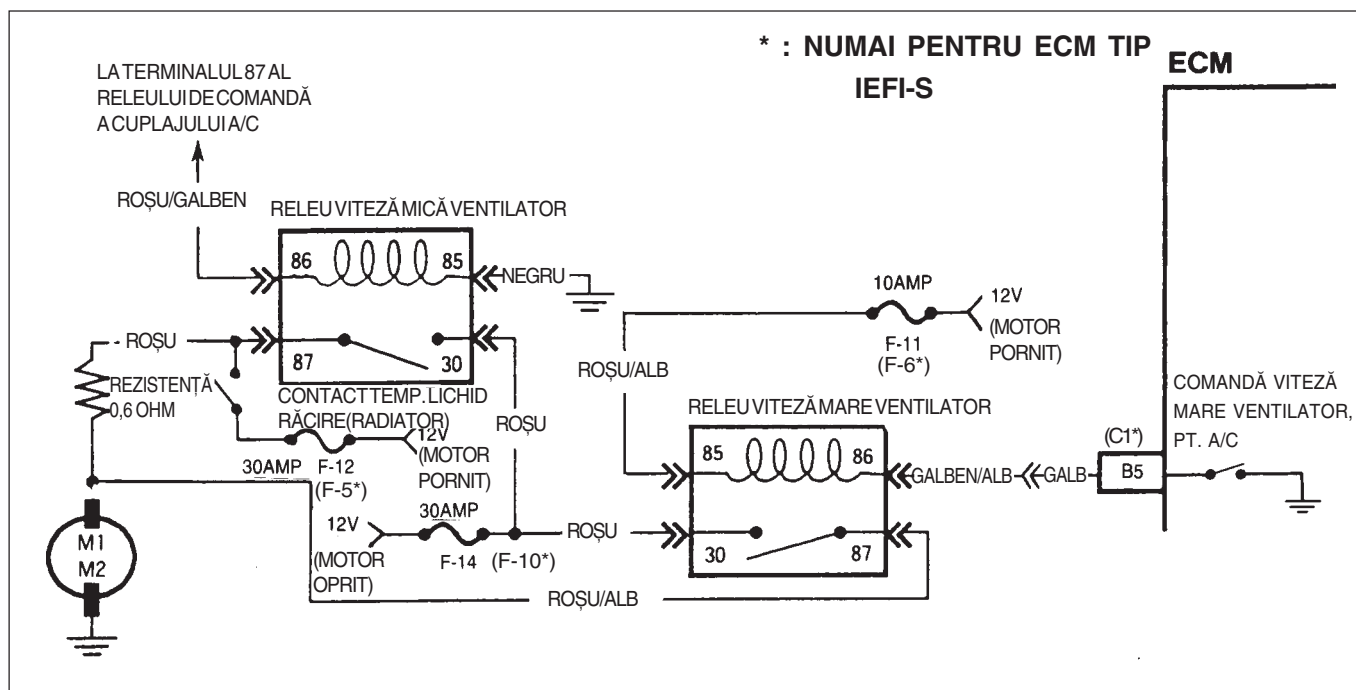 * : NUMAI PENTRU ECM TIP
IEFI-S
ECM
LA TERMINALUL 87 AL
RELEULUI DE COMANDĂ
A CUPLAJULUI A/C
ROȘU/GALBEN
RELEU VITEZĂ MICĂ VENTILATOR
86
85
NEGRU
ROȘU
87
30
REZISTENȚĂ
0,6 OHM
CONTACT TEMP. LICHID
RĂCIRE (RADIATOR)
ROȘU
12V
(MOTOR
PORNIT)
30AMP
F-12
(F-5*)
12V
(MOTOR
OPRIT)
30AMP
F-14
(F-10*)
ROȘU
M1
M2
ROȘU/ALB
10AMP
F-11
(F-6*)
12V
(MOTOR
PORNIT)
ROȘU/ALB
RELEU VITEZĂ MARE VENTILATOR
85
86
30
87
GALBEN/ALB
GALB
(C1*)
B5
COMANDĂ VITEZĂ
MARE VENTILATOR,
PT. A/C